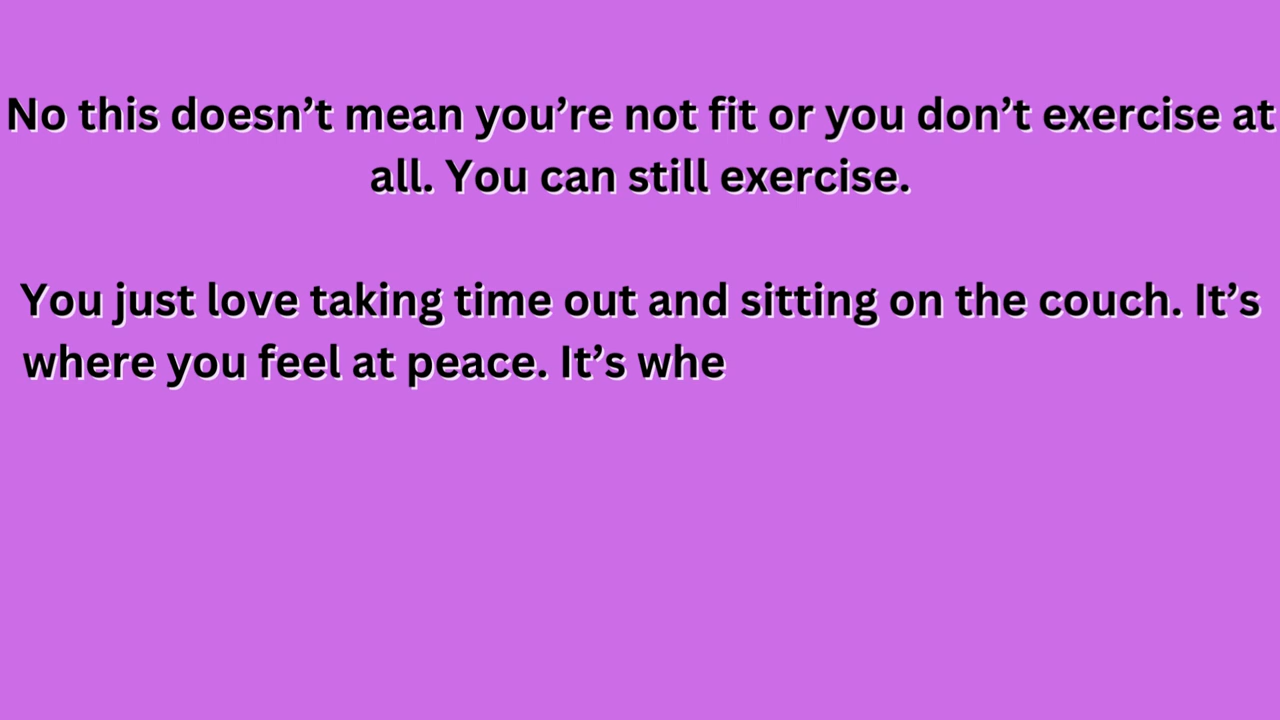 No this doesn’t mean you’re not fit or you don’t exercise at
all. You can still exercise.
You just love taking time out and sitting on the couch. It’s
where you feel at peace. It’s whe